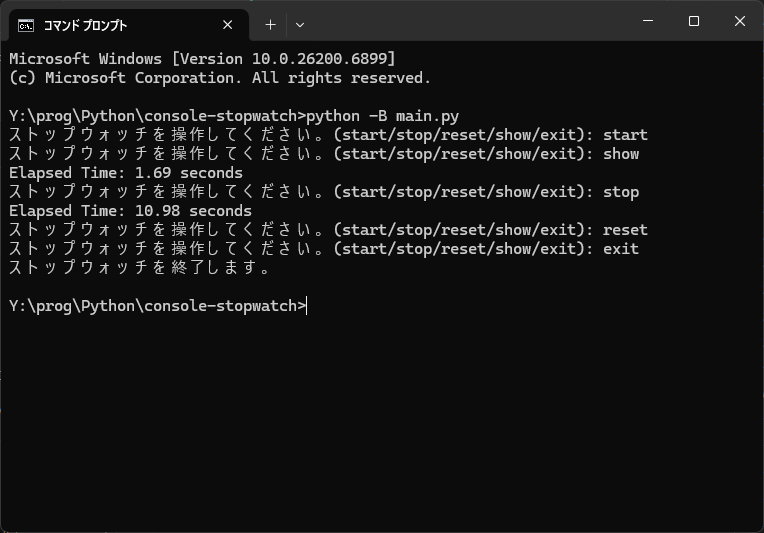 コマンド プロンプト
Microsoft Windows [Version 10.0.26200.6899]
(c) Microsoft Corporation. All rights reserved.
Y:\prog\Python\console-stopwatch>python -B main.py
ストップウォッチを操作してください。(start/stop/reset/show/exit): start
ストップウォッチを操作してください。(start/stop/reset/show/exit): show
Elapsed Time: 1.69 seconds
ストップウォッチを操作してください。(start/stop/reset/show/exit): stop
Elapsed Time: 10.98 seconds
ストップウォッチを操作してください。(start/stop/reset/show/exit): reset
ストップウォッチを操作してください。(start/stop/reset/show/exit): exit
ストップウォッチを終了します。
Y:\prog\Python\console-stopwatch>